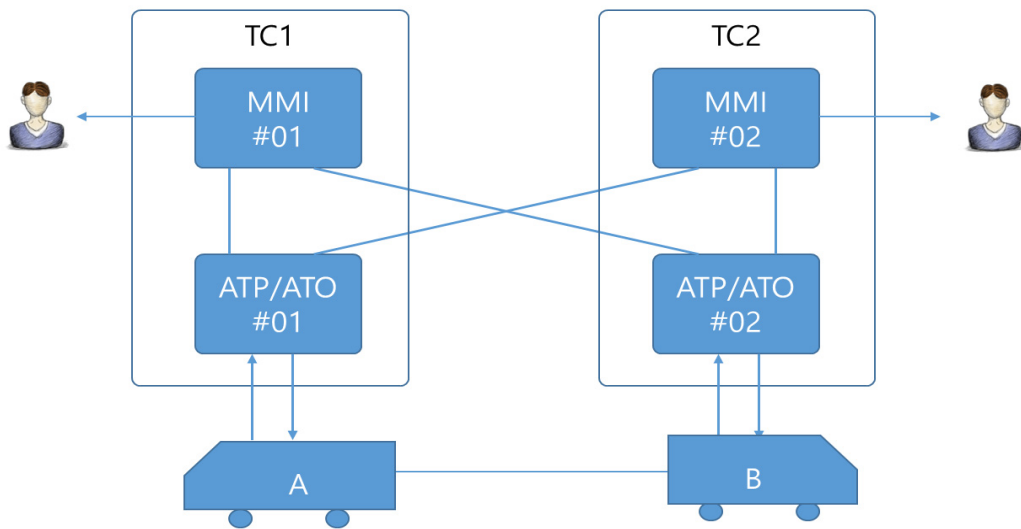 TC1
TC2
MMI
#01
MMI
#02
ATP/ATO
#01
ATP/ATO
#02
A
B